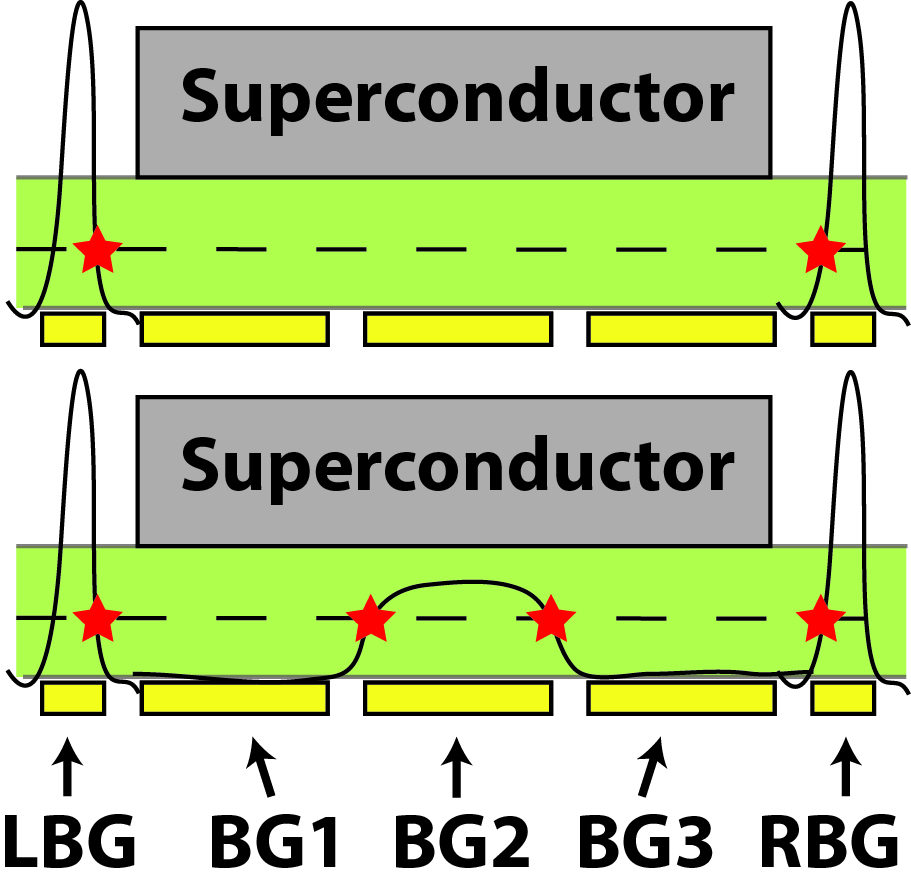 Superconductor
Superconductor
LBG BG1 BG2 BG3 RBG